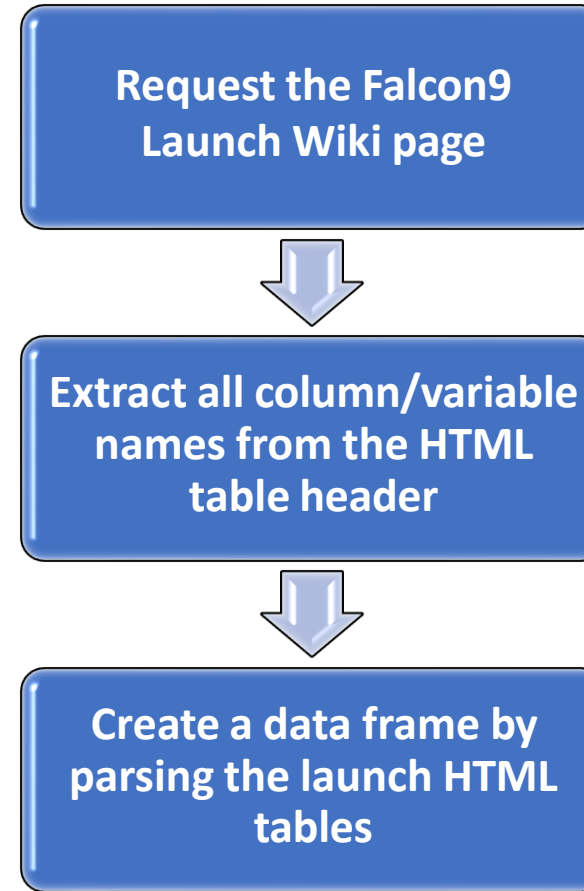 Request the Falcon9
Launch Wiki page
Extract all column/variable
names from the HTML
table header
Create a data frame by
parsing the launch HTML
tables